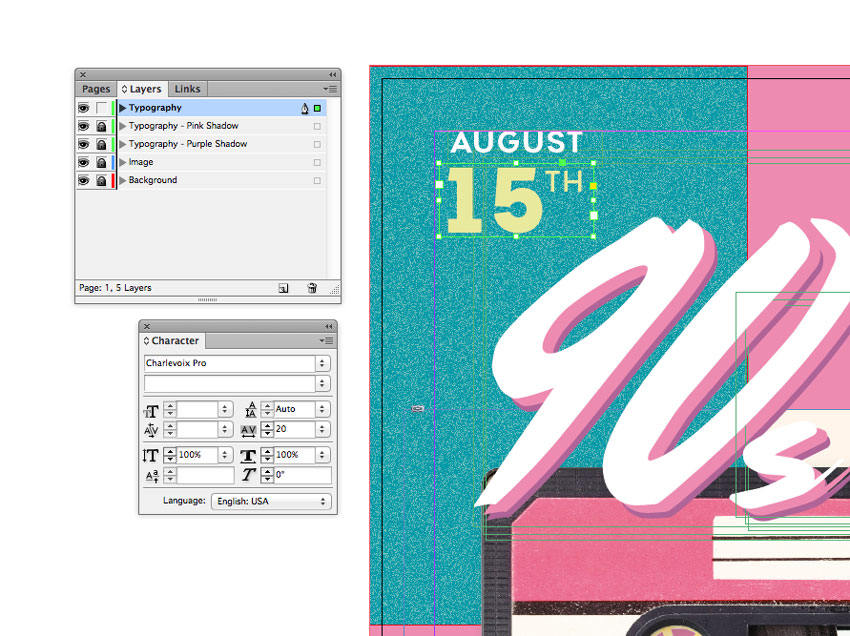 Pages Layers Links
Typography
Typography - Pink Shadow
Typography - Purple Shadow
Image
Background
Page: 1, 5 Layers
Character
Charlevoix Pro
Auto
20
100% 100%
0°
Language: English: USA
AUGUST
15TH
90s